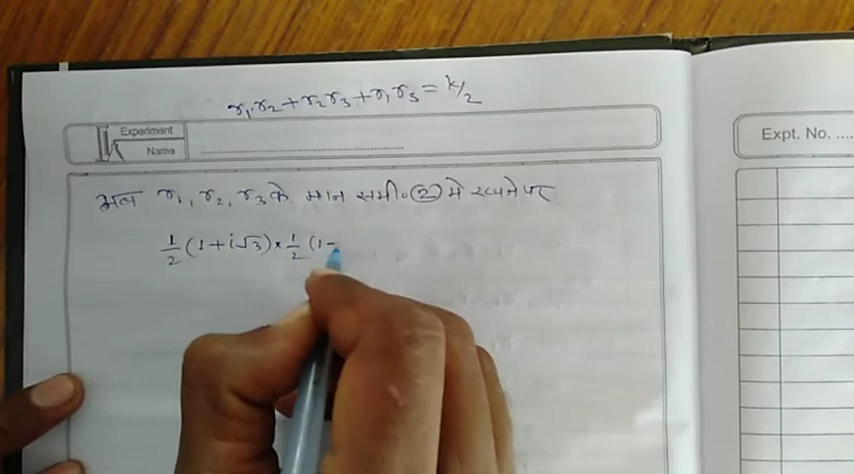 r₁r₂ + r₂r₃ + r₁r₃ = k/2
Experiment
Name
Expt. No. ....
अब r₁, r₂, r₃ के मान समी० ② मे रखने पर
1/2 (1 + i√3) × 1/2 (1 −